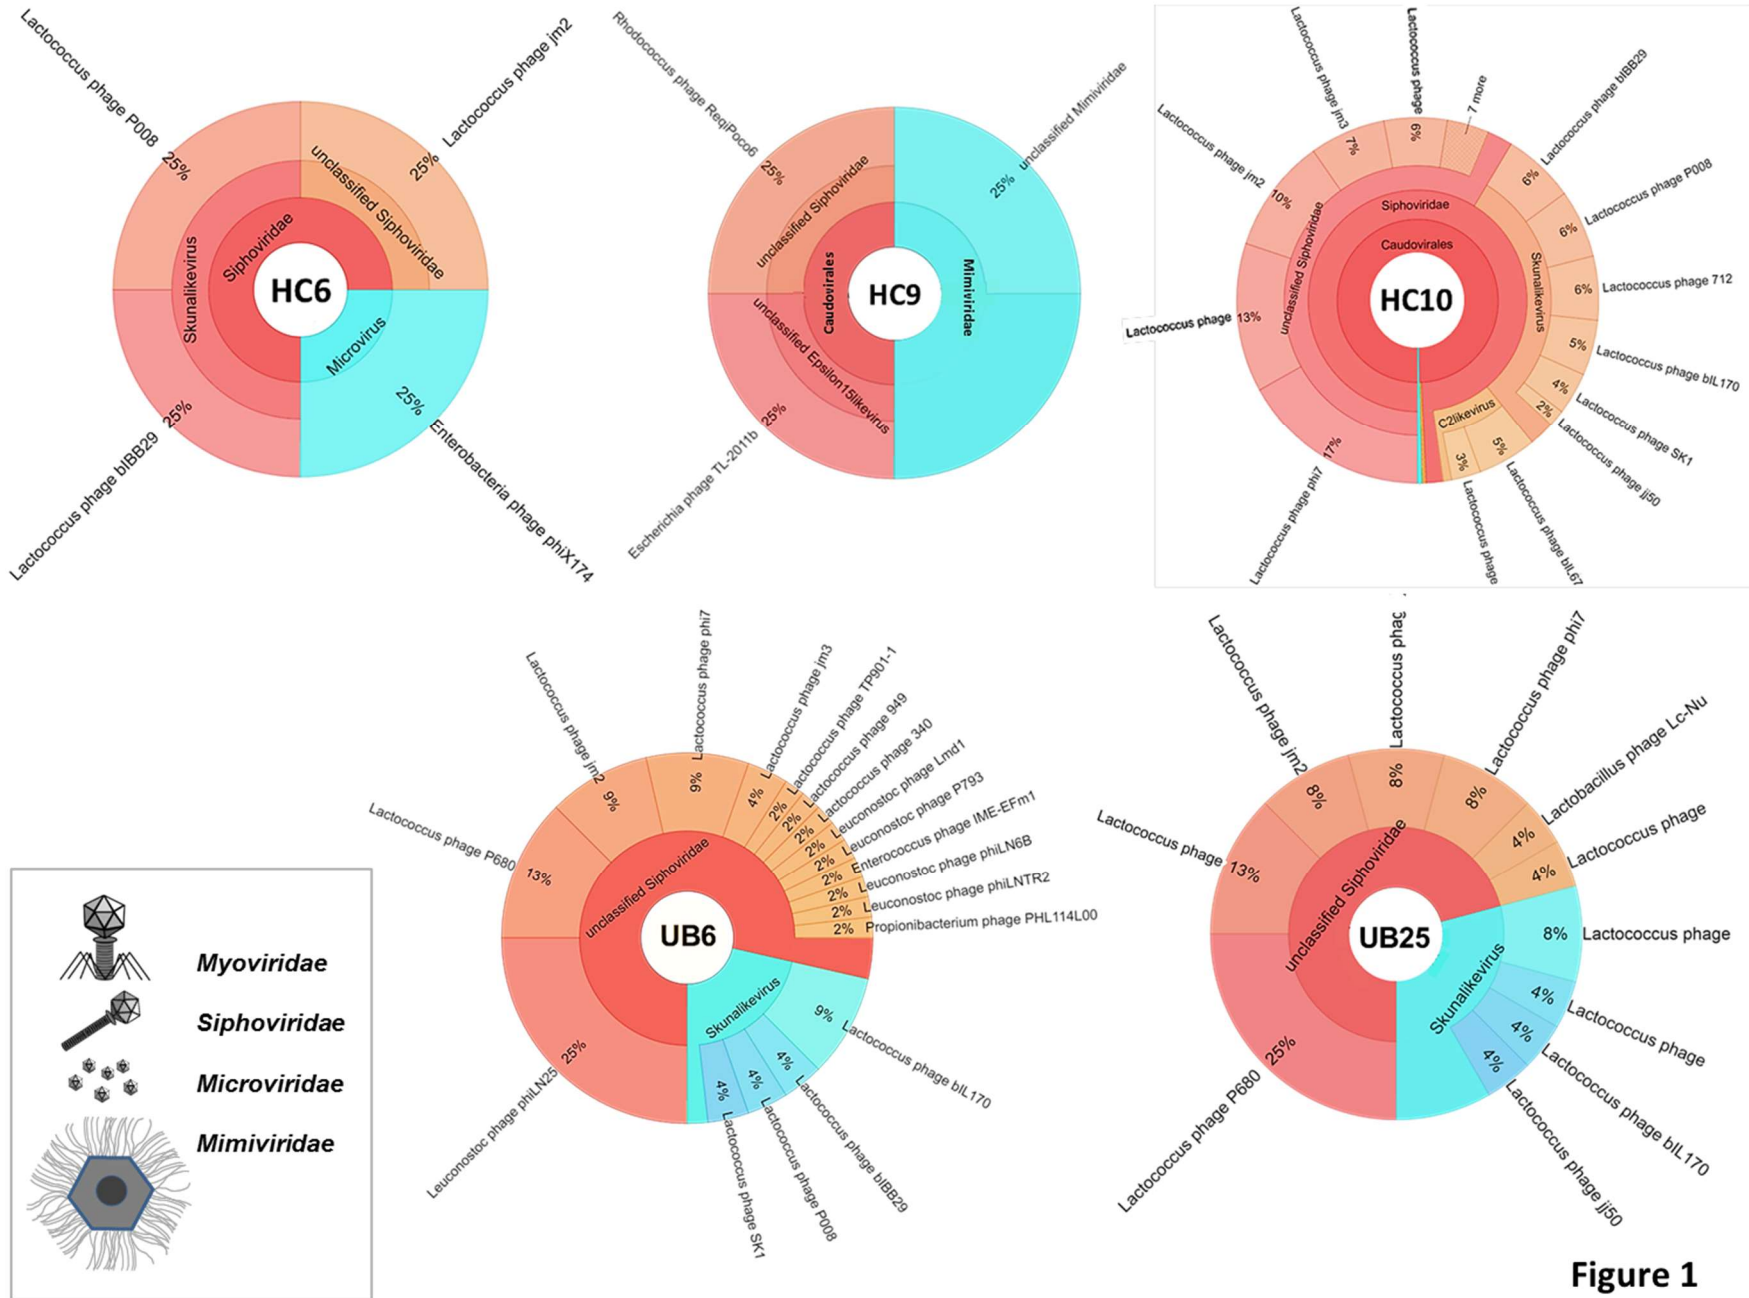 Lactococcus phage P008
25%
Lactococcus phage jm2
25%
unclassified Siphoviridae
Siphoviridae
Skunalikevirus
HC6
Microvirus
25%
Lactococcus phage bIBB29
25%
Enterobacteria phage phiX174
Rhodococcus phage ReqiPoco6
25%
unclassified Mimiviridae
25%
unclassified Siphoviridae
Caudovirales
HC9
Mimiviridae
unclassified Epsilon15likevirus
25%
Escherichia phage TL-2011b
Lactococcus phage jm3
7%
Lactococcus phage
6%
7 more
Lactococcus phage bIBB29
6%
Lactococcus phage jm2
10%
Lactococcus phage P008
6%
Siphoviridae
Caudovirales
unclassified Siphoviridae
Skunalikevirus
HC10
6%
Lactococcus phage 712
Lactococcus phage
13%
5%
Lactococcus phage bIL170
4%
Lactococcus phage SK1
2%
Lactococcus phage jj50
C2likevirus
5%
Lactococcus phage bIL67
3%
Lactococcus phage
17%
Lactococcus phage phi7
Lactococcus phage jm2
9%
Lactococcus phage phi7
9%
Lactococcus phage jm3
4%
Lactococcus phage TP901-1
2%
Lactococcus phage 949
2%
Lactococcus phage 340
2%
Leuconostoc phage Lmd1
2%
Leuconostoc phage P793
2%
Enterococcus phage IME-EFm1
2%
Leuconostoc phage phiLN6B
2%
Leuconostoc phage phiLNTR2
2%
Propionibacterium phage PHL114L00
2%
Lactococcus phage P680
13%
unclassified Siphoviridae
UB6
Skunalikevirus
9%
Lactococcus phage bIL170
4%
Lactococcus phage bIBB29
4%
Lactococcus phage P008
4%
Lactococcus phage SK1
25%
Leuconostoc phage phiLN25
Lactococcus phage jm2
8%
Lactococcus phag
8%
Lactococcus phage phi7
8%
Lactobacillus phage Lc-Nu
4%
Lactococcus phage
4%
Lactococcus phage
13%
unclassified Siphoviridae
UB25
Skunalikevirus
8%
Lactococcus phage
4%
Lactococcus phage
4%
Lactococcus phage bIL170
4%
Lactococcus phage jj50
25%
Lactococcus phage P680
Myoviridae
Siphoviridae
Microviridae
Mimiviridae
Figure 1